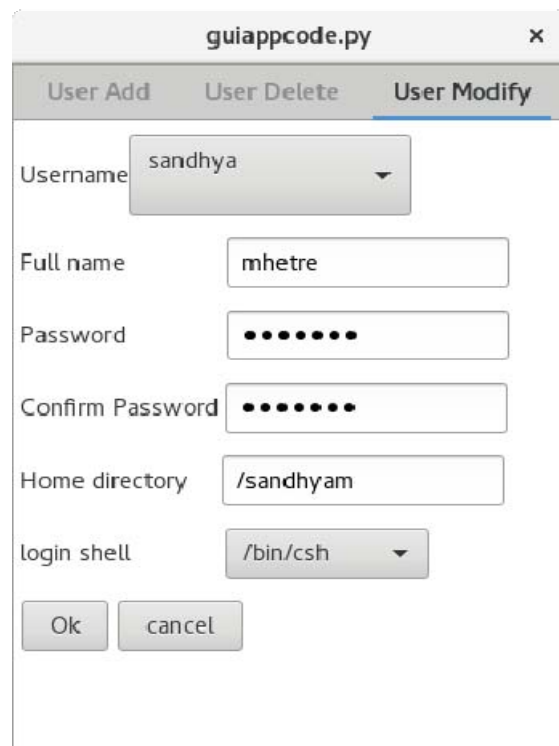 guiappcode.py ×
User Add User Delete User Modify
Username sandhya
Full name mhetre
Password •••••••
Confirm Password •••••••
Home directory /sandhyam
login shell /bin/csh
Ok cancel